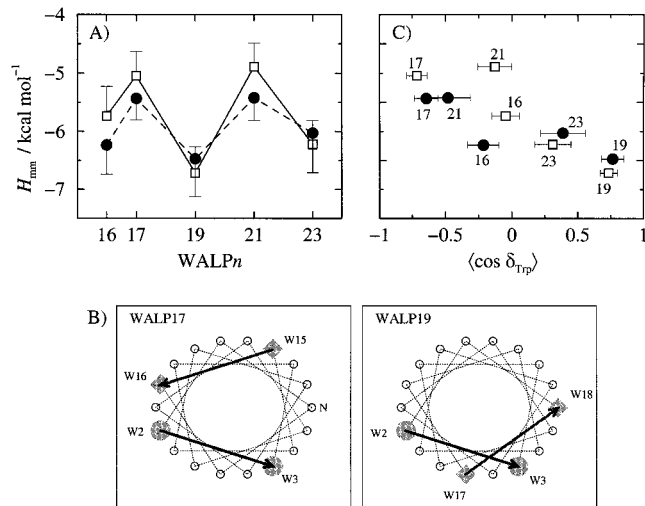 A)
H_mm / kcal mol⁻¹
−4
−5
−6
−7
16 17 19 21 23
WALPn
C)
17
21
16
23
19
17
21
16
23
19
−1 −0.5 0 0.5 1
⟨cos δ_Trp⟩
B)
WALP17
W15
W16
N
W2
W3
WALP19
W18
W2
W3
W17